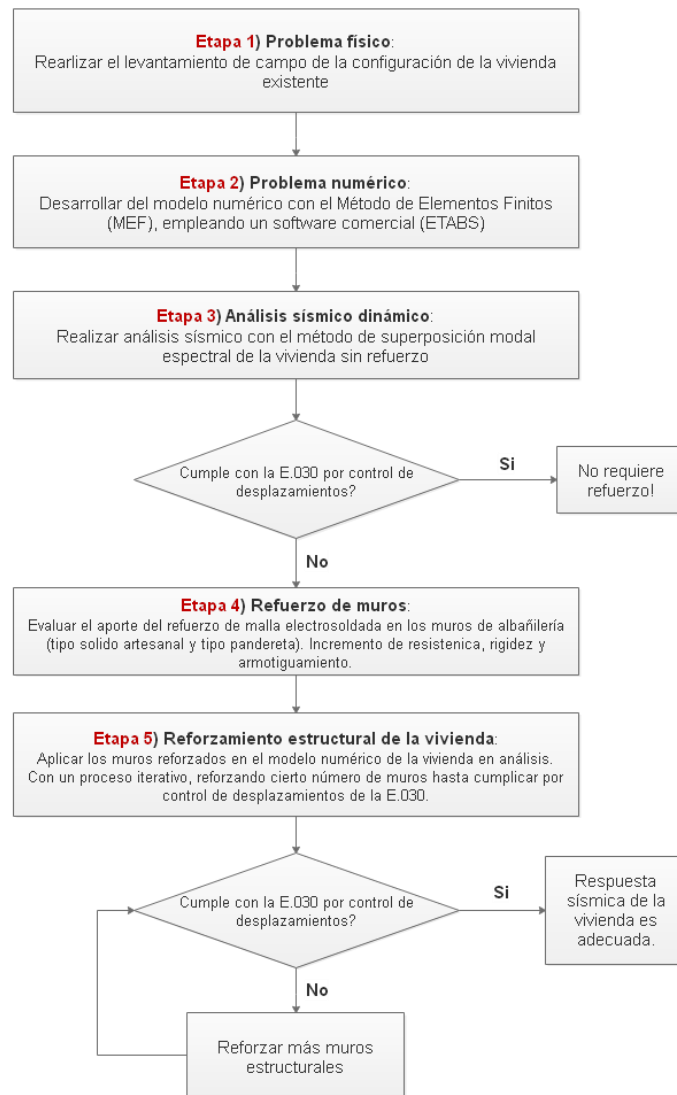 Etapa 1) Problema físico:
Rearlizar el levantamiento de campo de la configuración de la vivienda
existente
Etapa 2) Problema numérico:
Desarrollar del modelo numérico con el Método de Elementos Finitos
(MEF), empleando un software comercial (ETABS)
Etapa 3) Análisis sísmico dinámico:
Realizar análisis sísmico con el método de superposición modal
espectral de la vivienda sin refuerzo
Cumple con la E.030 por control de
desplazamientos?
Si
No requiere
refuerzo!
No
Etapa 4) Refuerzo de muros:
Evaluar el aporte del refuerzo de malla electrosoldada en los muros de albañilería
(tipo solido artesanal y tipo pandereta). Incremento de resistenica, rigidez y
armotiguamiento.
Etapa 5) Reforzamiento estructural de la vivienda:
Aplicar los muros reforzados en el modelo numérico de la vivienda en análisis.
Con un proceso iterativo, reforzando cierto número de muros hasta cumplicar por
control de desplazamientos de la E.030.
Cumple con la E.030 por control de
desplazamientos?
Si
Respuesta
sísmica de la
vivienda es
adecuada.
No
Reforzar más muros
estructurales